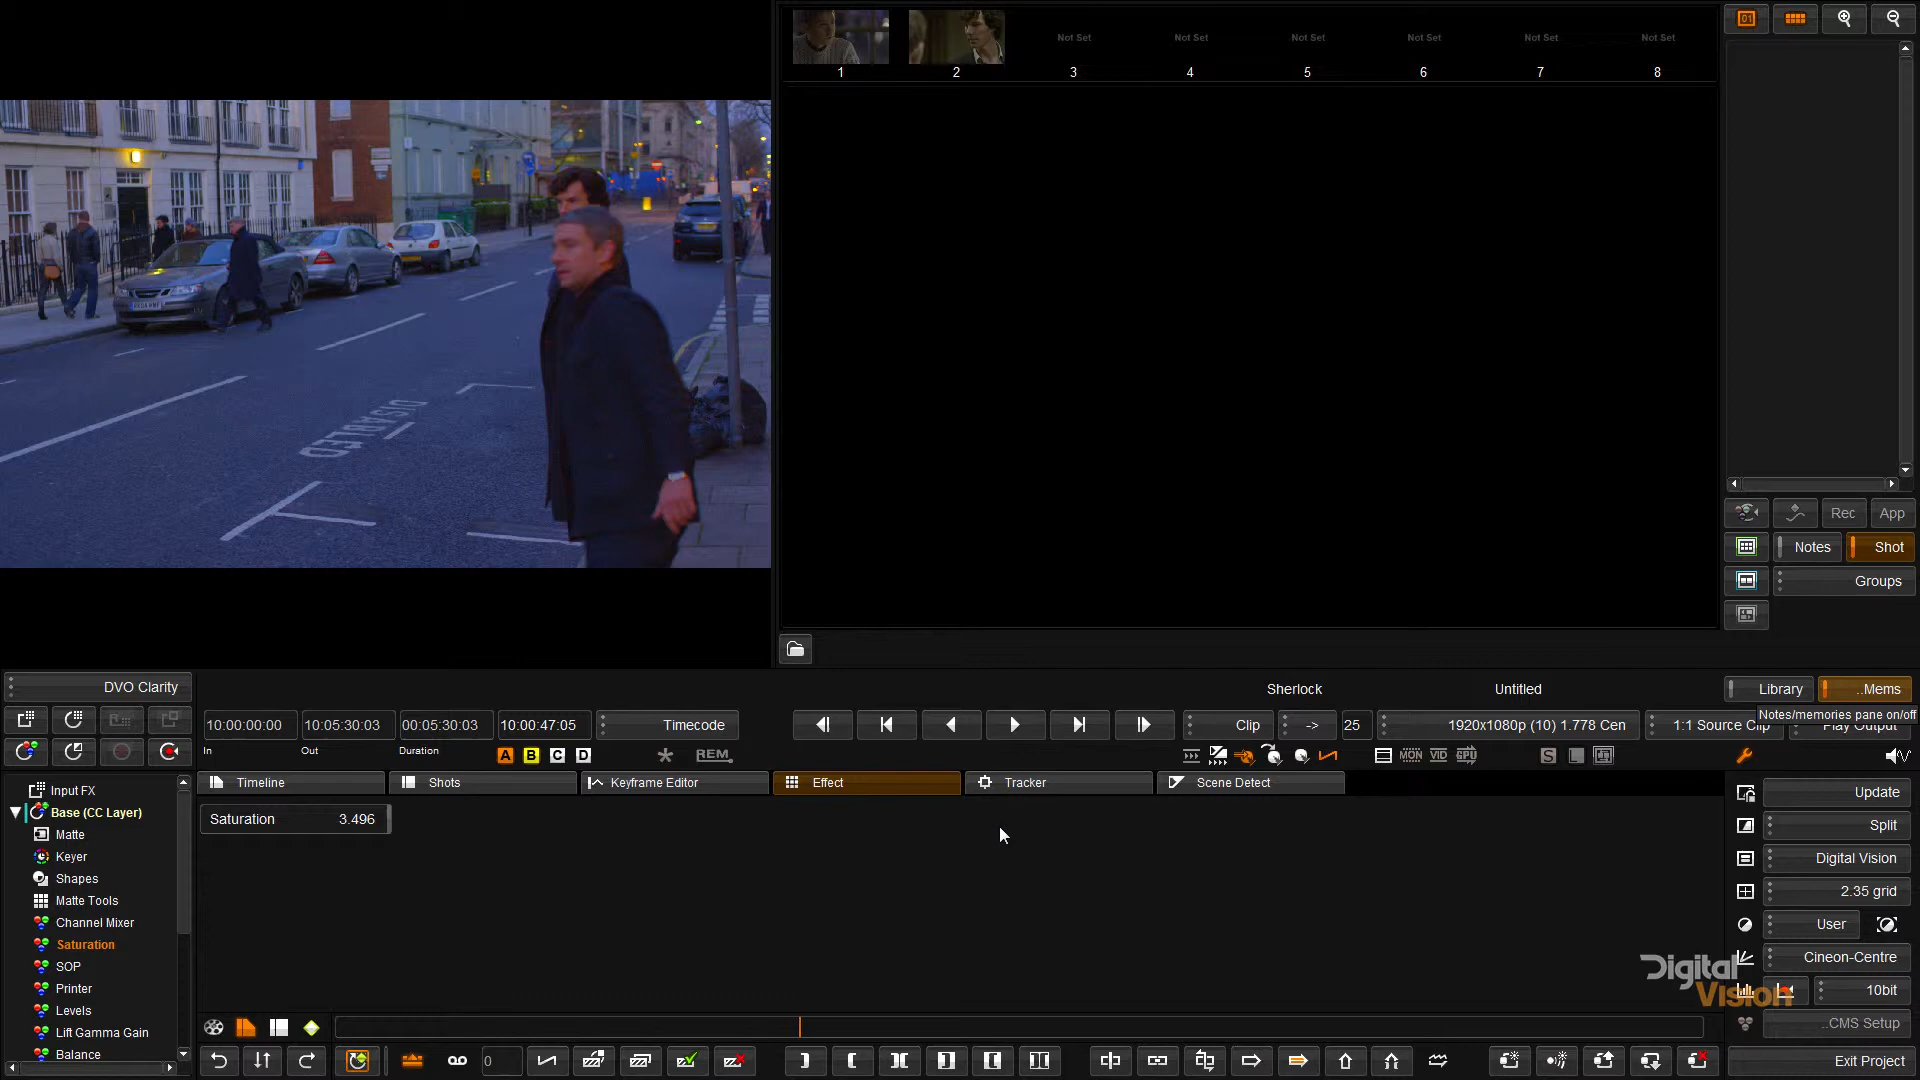 Not Set Not Set Not Set Not Set Not Set Not Set
1 2 3 4 5 6 7 8
01
DISABLED
Rec App
Notes Shot
Groups
DVO Clarity
Sherlock Untitled Library ..Mems
10:00:00:00 10:05:30:03 00:05:30:03 10:00:47:05 Timecode Clip -> 25 1920x1080p (10) 1.778 Cen 1:1 Source Clip Play Output
Notes/memories pane on/off
In Out Duration A B C D * REM. MON VID GPU S L
Timeline Shots Keyframe Editor Effect Tracker Scene Detect
Input FX
Base (CC Layer)
Matte
Keyer
Shapes
Matte Tools
Channel Mixer
Saturation
SOP
Printer
Levels
Lift Gamma Gain
Balance
Saturation 3.496
Update
Split
Digital Vision
2.35 grid
User
Cineon-Centre
10bit
..CMS Setup
Exit Project
Digital
Vision
0